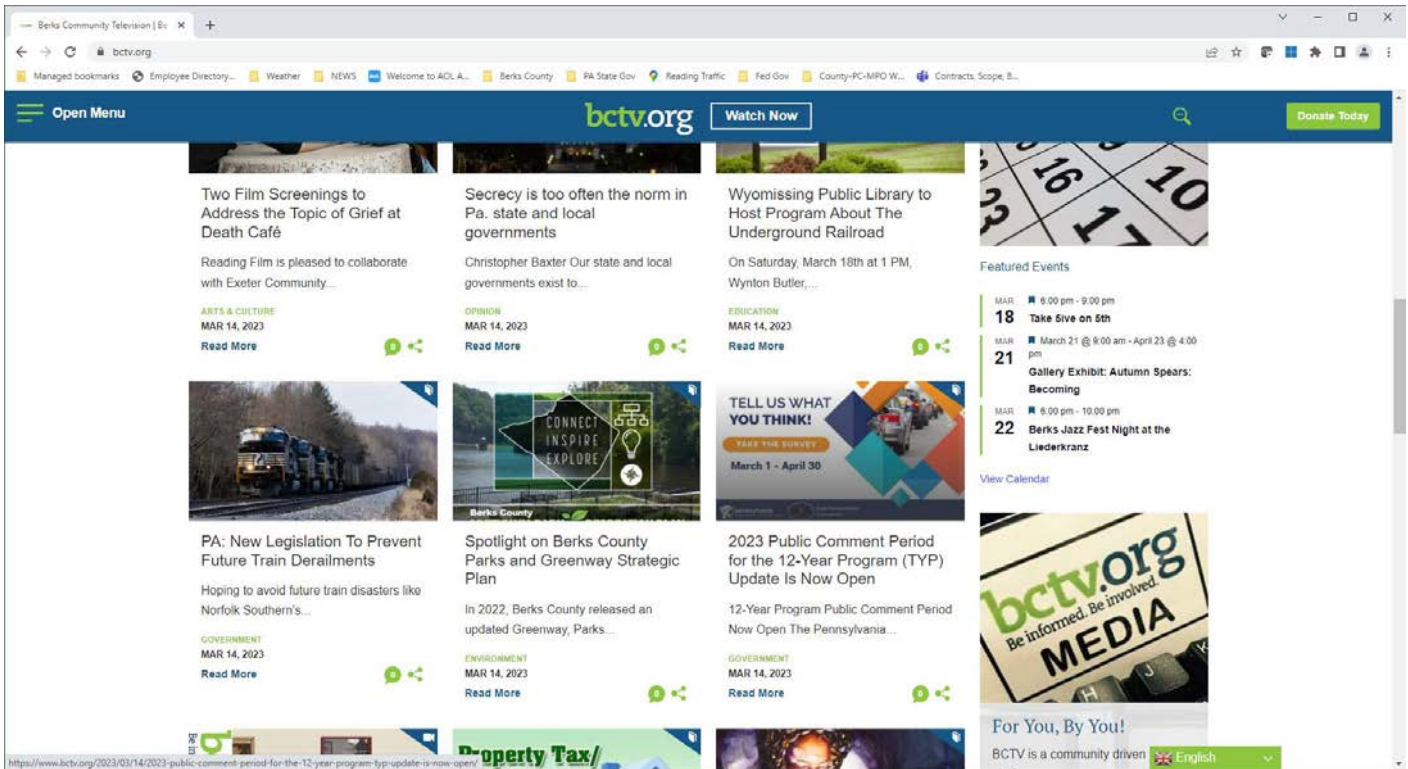 Berks Community Television | Bc
bctv.org
Managed bookmarks
Employee Directory...
Weather
NEWS
Welcome to AOL A...
Berks County
PA State Gov
Reading Traffic
Fed Gov
County-PC-MPO W...
Contracts, Scope, B...
Open Menu
bctv.org
Watch Now
Donate Today
Two Film Screenings to
Address the Topic of Grief at
Death Café
Reading Film is pleased to collaborate
with Exeter Community...
ARTS & CULTURE
MAR 14, 2023
Read More
0
Secrecy is too often the norm in
Pa. state and local
governments
Christopher Baxter Our state and local
governments exist to...
OPINION
MAR 14, 2023
Read More
0
Wyomissing Public Library to
Host Program About The
Underground Railroad
On Saturday, March 18th at 1 PM,
Wynton Butler,...
EDUCATION
MAR 14, 2023
Read More
0
16
10
23
17
Featured Events
MAR
18
6:00 pm - 9:00 pm
Take 5ive on 5th
MAR
21
March 21 @ 9:00 am - April 23 @ 4:00
pm
Gallery Exhibit: Autumn Spears:
Becoming
MAR
22
6:00 pm - 10:00 pm
Berks Jazz Fest Night at the
Liederkranz
View Calendar
PA: New Legislation To Prevent
Future Train Derailments
Hoping to avoid future train disasters like
Norfolk Southern's...
GOVERNMENT
MAR 14, 2023
Read More
0
CONNECT
INSPIRE
EXPLORE
Berks County
Spotlight on Berks County
Parks and Greenway Strategic
Plan
In 2022, Berks County released an
updated Greenway, Parks...
ENVIRONMENT
MAR 14, 2023
Read More
0
TELL US WHAT
YOU THINK!
TAKE THE SURVEY
March 1 - April 30
2023 Public Comment Period
for the 12-Year Program (TYP)
Update Is Now Open
12-Year Program Public Comment Period
Now Open The Pennsylvania...
GOVERNMENT
MAR 14, 2023
Read More
0
bctv.org
Be informed. Be involved.
MEDIA
H
J
K
For You, By You!
BCTV is a community driven
English
Be in
Property Tax/
https://www.bctv.org/2023/03/14/2023-public-comment-period-for-the-12-year-program-typ-update-is-now-open/